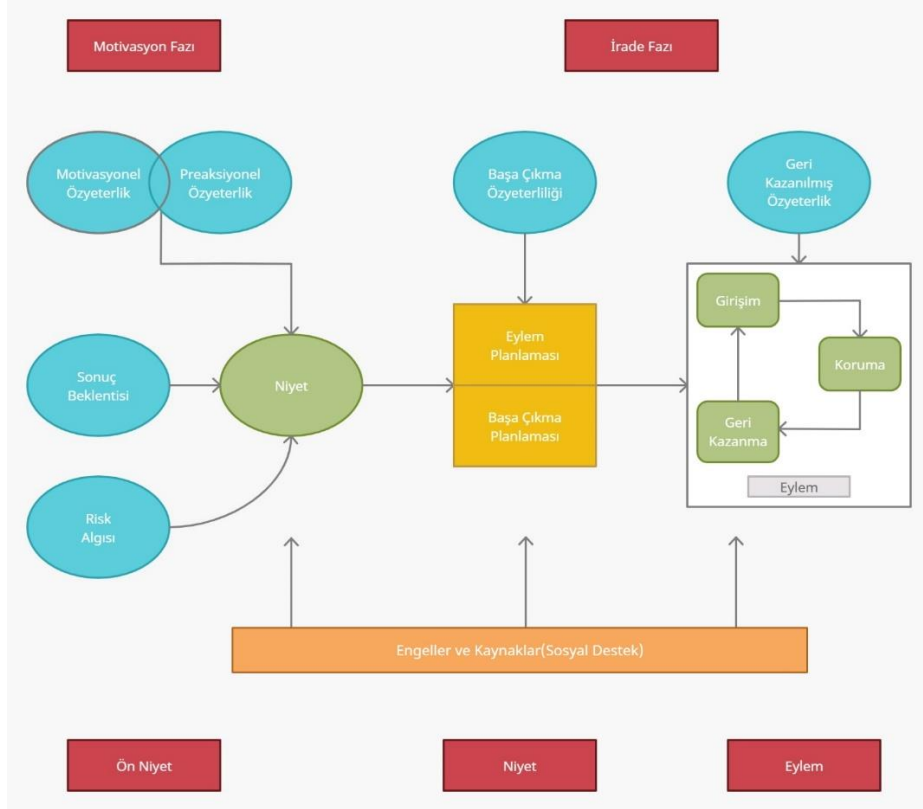 Motivasyon Fazı
İrade Fazı
Motivasyonel
Özyeterlik
Preaksiyonel
Özyeterlik
Başa Çıkma
Özyeterliliği
Geri
Kazanılmış
Özyeterlik
Sonuç
Beklentisi
Niyet
Eylem
Planlaması
Başa Çıkma
Planlaması
Girişim
Koruma
Geri
Kazanma
Eylem
Risk
Algısı
Engeller ve Kaynaklar(Sosyal Destek)
Ön Niyet
Niyet
Eylem